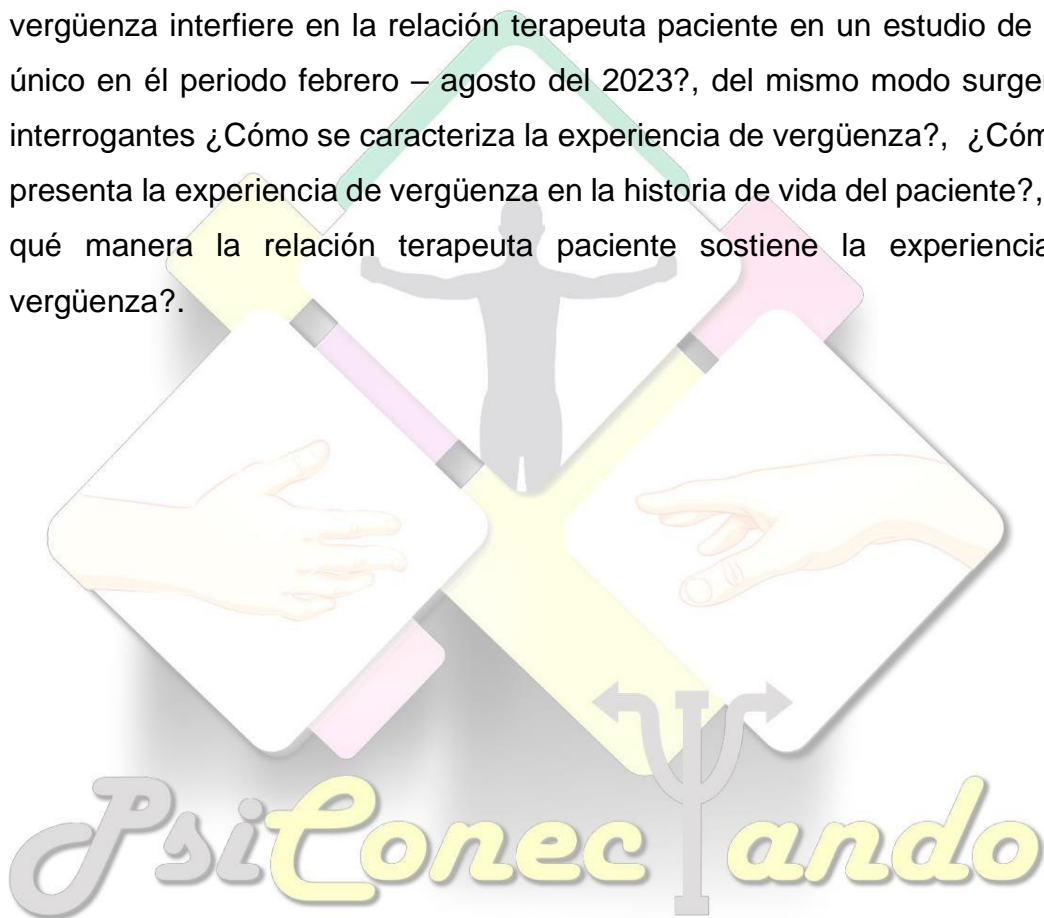 vergüenza interfiere en la relación terapeuta paciente en un estudio de
único en él periodo febrero – agosto del 2023?, del mismo modo surge
interrogantes ¿Cómo se caracteriza la experiencia de vergüenza?, ¿Cóm
presenta la experiencia de vergüenza en la historia de vida del paciente?,
qué manera la relación terapeuta paciente sostiene la experiencia
vergüenza?.
PsiConectando